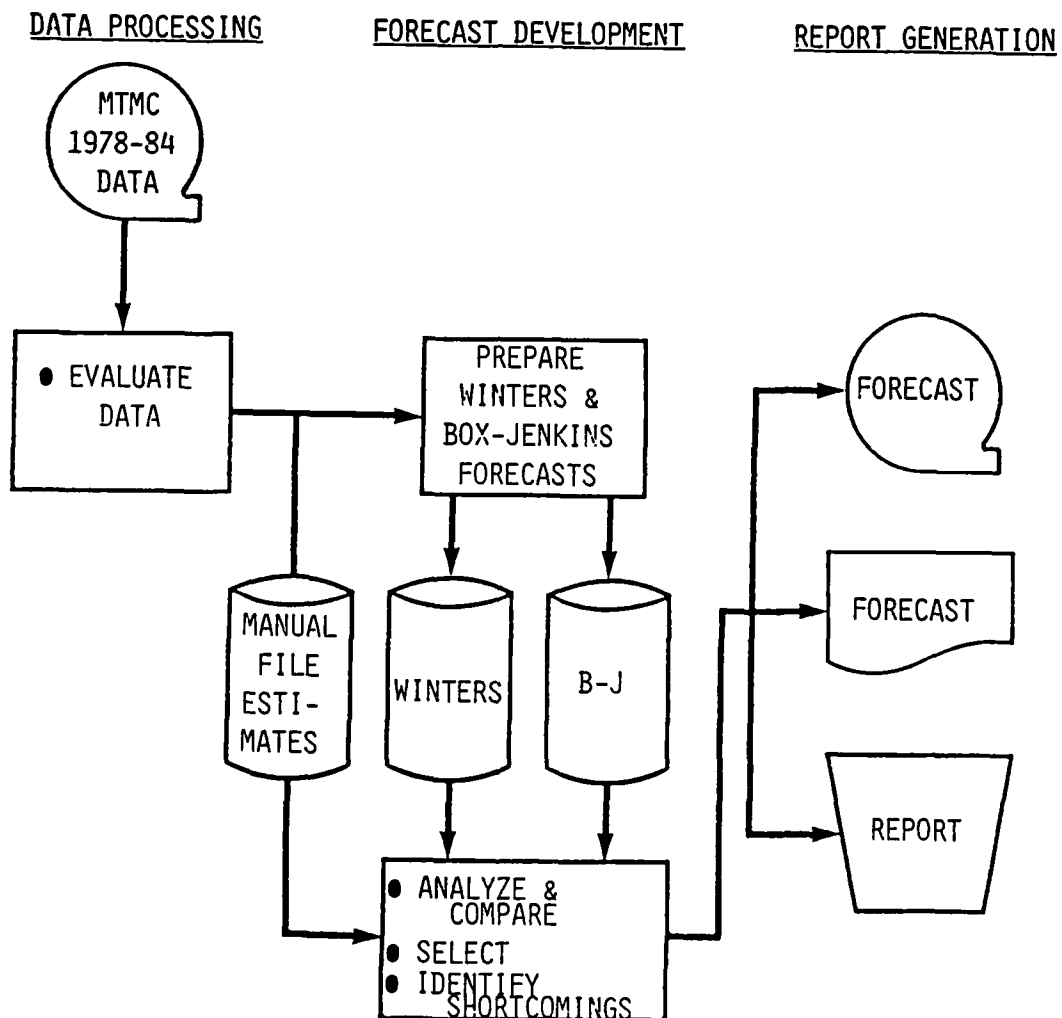 DATA PROCESSING
FORECAST DEVELOPMENT
REPORT GENERATION
MTMC
1978-84
DATA
● EVALUATE
DATA
PREPARE
WINTERS &
BOX-JENKINS
FORECASTS
MANUAL
FILE
ESTI-
MATES
WINTERS
B-J
● ANALYZE &
COMPARE
● SELECT
● IDENTIFY
SHORTCOMINGS
FORECAST
FORECAST
REPORT